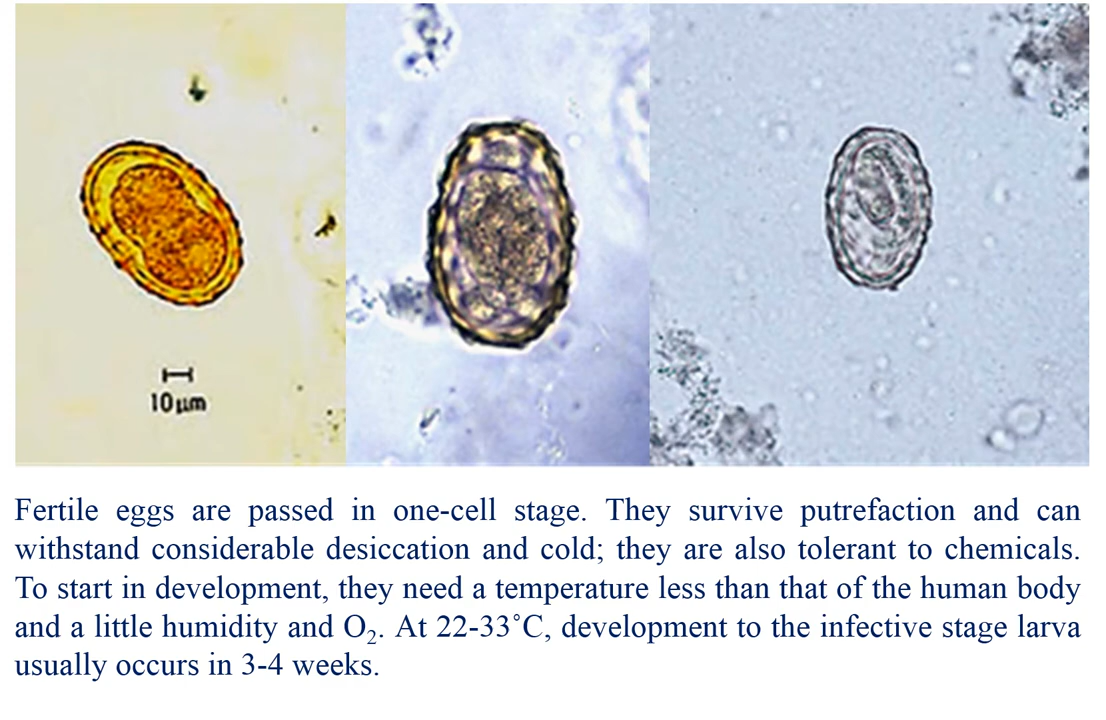 10 µm
Fertile eggs are passed in one-cell stage. They survive putrefaction and can
withstand considerable desiccation and cold; they are also tolerant to chemicals.
To start in development, they need a temperature less than that of the human body
and a little humidity and O₂. At 22-33˚C, development to the infective stage larva
usually occurs in 3-4 weeks.